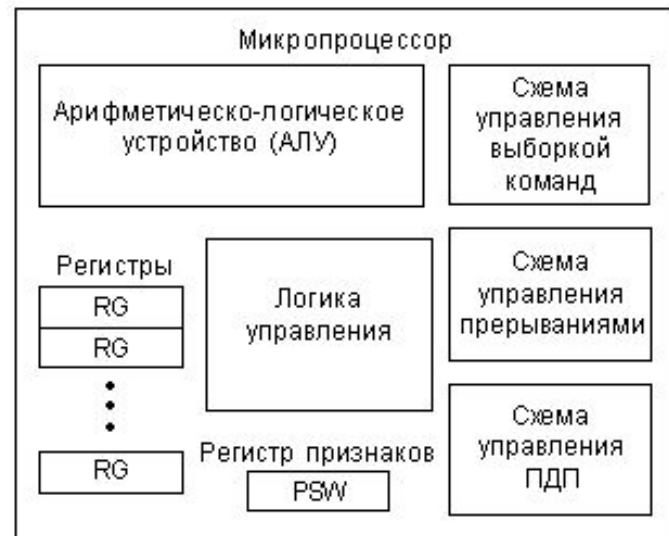 Микропроцессор
Арифметическо-логическое
устройство (АЛУ)
Схема
управления
выборкой
команд
Регистры
RG
RG
RG
Логика
управления
Схема
управления
прерываниями
Регистр признаков
PSW
Схема
управления
ПДП